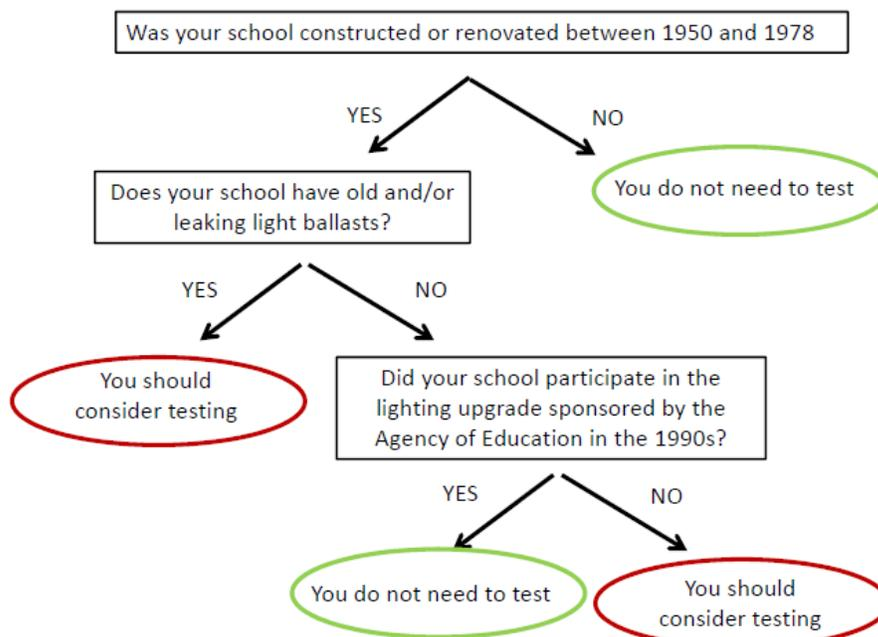 Was your school constructed or renovated between 1950 and 1978
YES
NO
Does your school have old and/or
leaking light ballasts?
You do not need to test
YES
NO
You should
consider testing
Did your school participate in the
lighting upgrade sponsored by the
Agency of Education in the 1990s?
YES
NO
You do not need to test
You should
consider testing